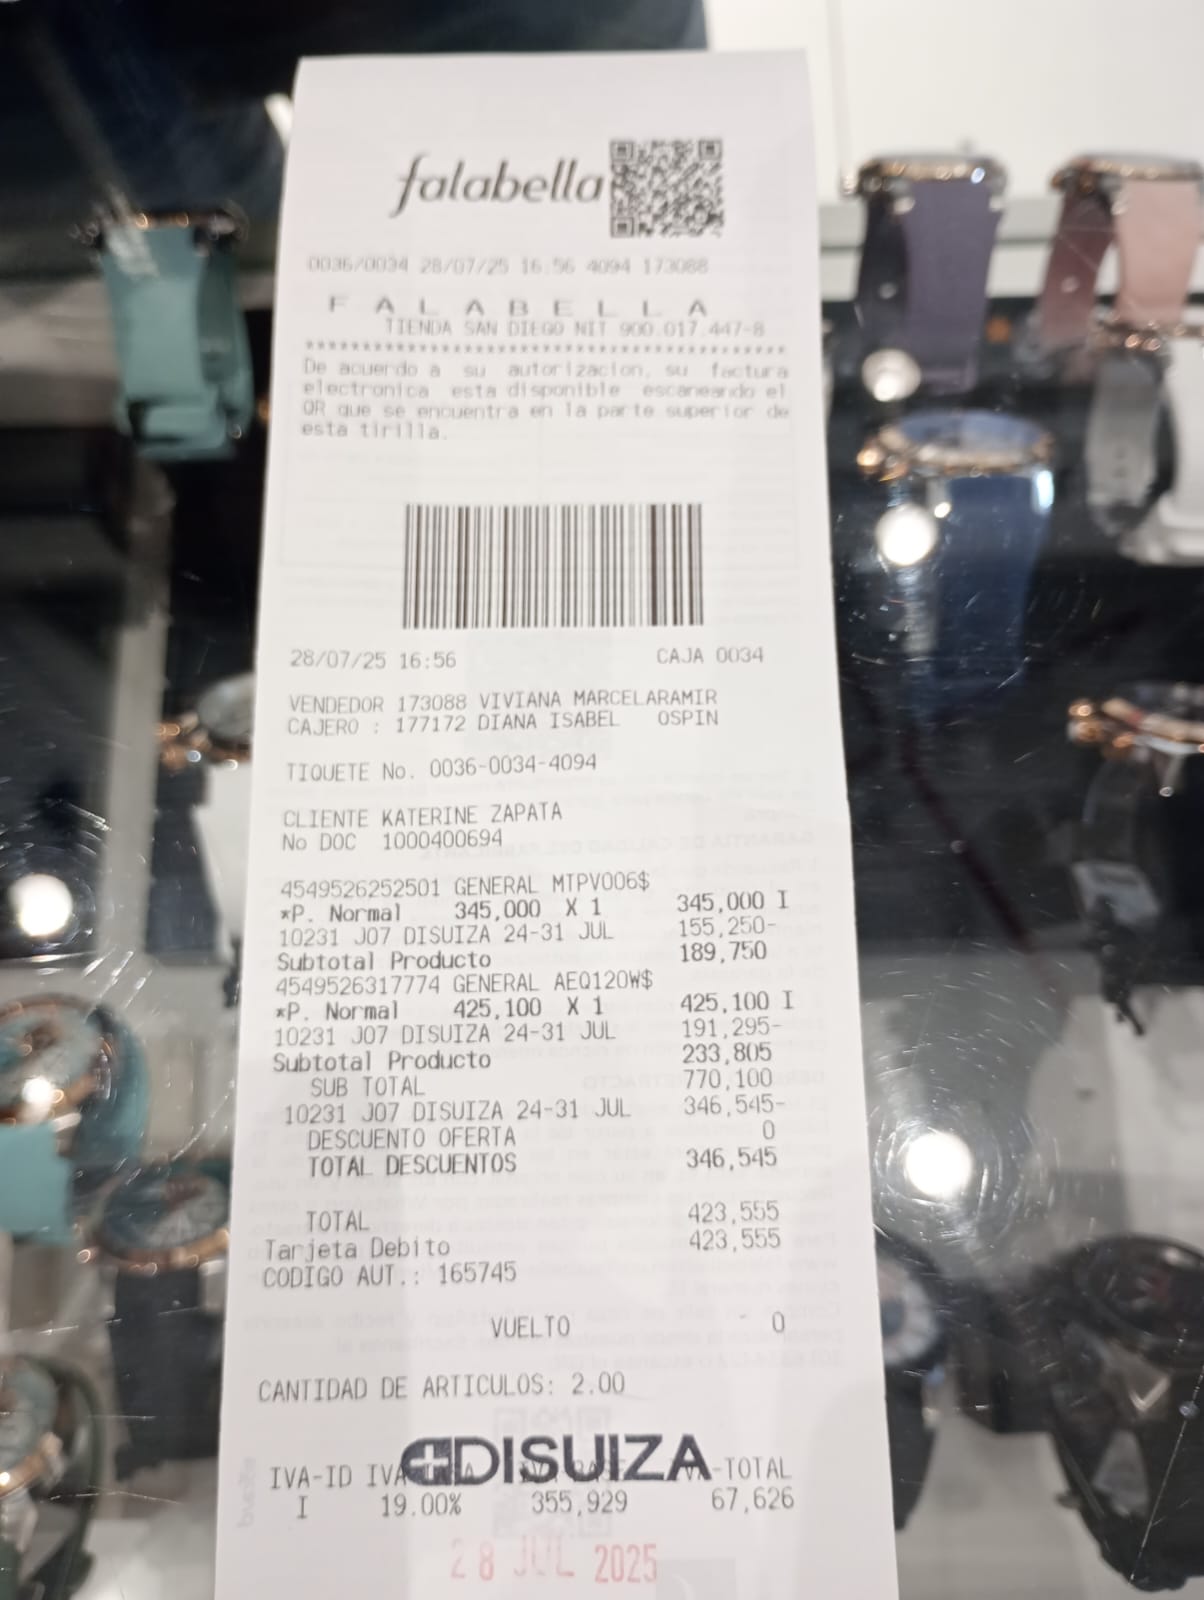 falabella
0036/0034 28/07/25 16:56 4094 173088
F A L A B E L L A
TIENDA SAN DIEGO NIT 900.017.447-8
************************************************
De acuerdo a su autorizacion, su factura
electronica esta disponible escaneando el
QR que se encuentra en la parte superior de
esta tirilla.
28/07/25 16:56 CAJA 0034
VENDEDOR 173088 VIVIANA MARCELARAMIR
CAJERO : 177172 DIANA ISABEL OSPIN
TIQUETE No. 0036-0034-4094
CLIENTE KATERINE ZAPATA
No DOC 1000400694
4549526252501 GENERAL MTPV006$
*P. Normal 345,000 X 1 345,000 I
10231 J07 DISUIZA 24-31 JUL 155,250-
Subtotal Producto 189,750
4549526317774 GENERAL AEQ120W$
*P. Normal 425,100 X 1 425,100 I
10231 J07 DISUIZA 24-31 JUL 191,295-
Subtotal Producto 233,805
SUB TOTAL 770,100
10231 J07 DISUIZA 24-31 JUL 346,545-
DESCUENTO OFERTA 0
TOTAL DESCUENTOS 346,545
TOTAL 423,555
Tarjeta Debito 423,555
CODIGO AUT.: 165745
VUELTO 0
CANTIDAD DE ARTICULOS: 2.00
DISUIZA
IVA-ID IVA-TOTAL
I 19.00% 355,929 67,626
28 JUL 2025